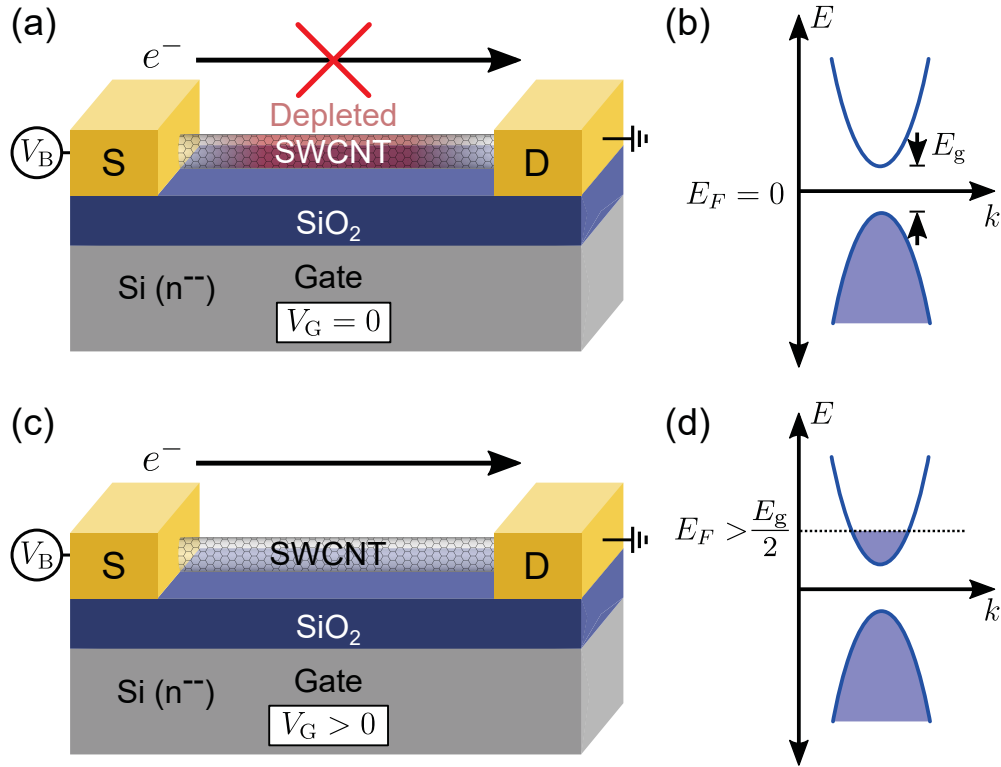 (a)
e⁻
Depleted
V_B
S
SWCNT
D
SiO₂
Si (n⁻⁻)
Gate
V_G = 0
(b)
E
E_g
E_F = 0
k
(c)
e⁻
V_B
S
SWCNT
D
SiO₂
Si (n⁻⁻)
Gate
V_G > 0
(d)
E
E_F > E_g/2
k